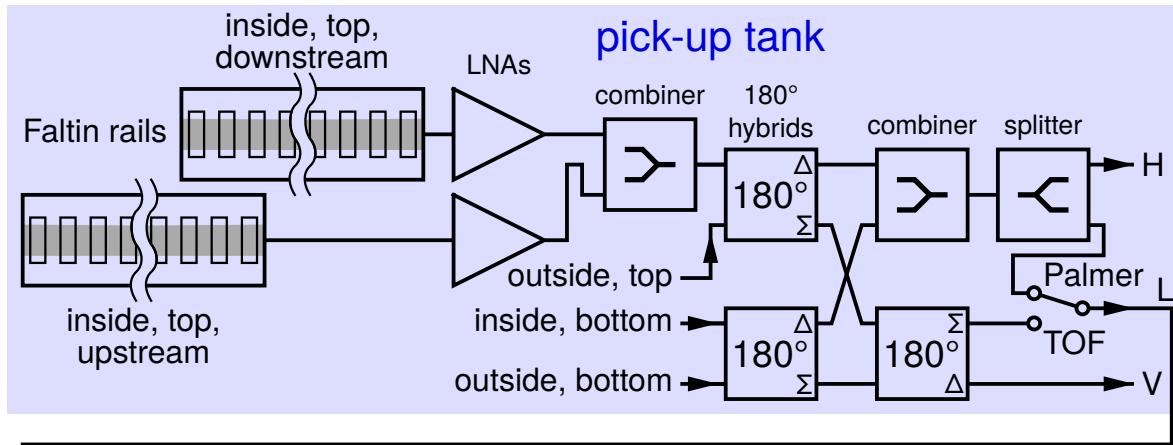 pick-up tank
inside, top,
downstream
LNAs
combiner
180°
hybrids
combiner
splitter
Faltin rails
Δ
180°
Σ
H
outside, top
inside, top,
upstream
inside, bottom
outside, bottom
Δ
180°
Σ
Σ
180°
Δ
Palmer
L
TOF
V